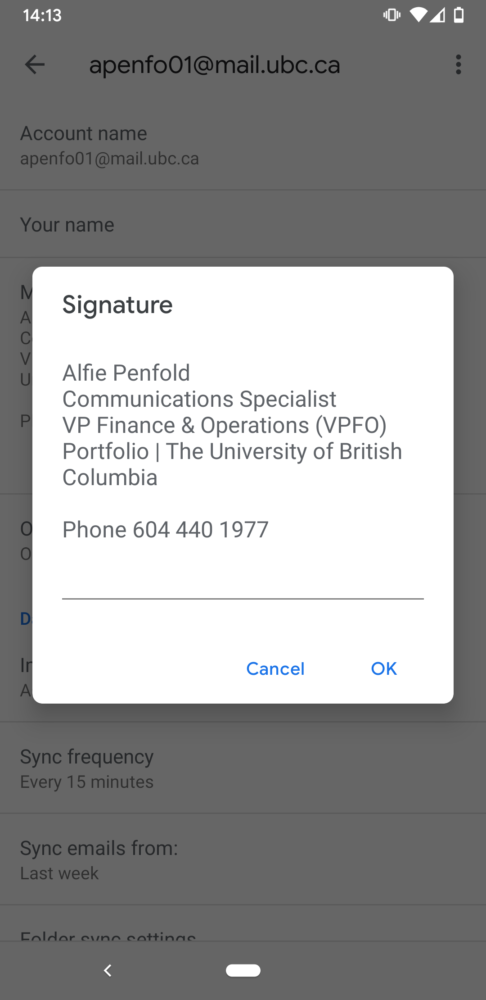 14:13
apenfo01@mail.ubc.ca
Account name
apenfo01@mail.ubc.ca
Your name
Signature
Alfie Penfold
Communications Specialist
VP Finance & Operations (VPFO)
Portfolio | The University of British
Columbia
Phone 604 440 1977
Cancel
OK
Sync frequency
Every 15 minutes
Sync emails from:
Last week
Folder sync settings